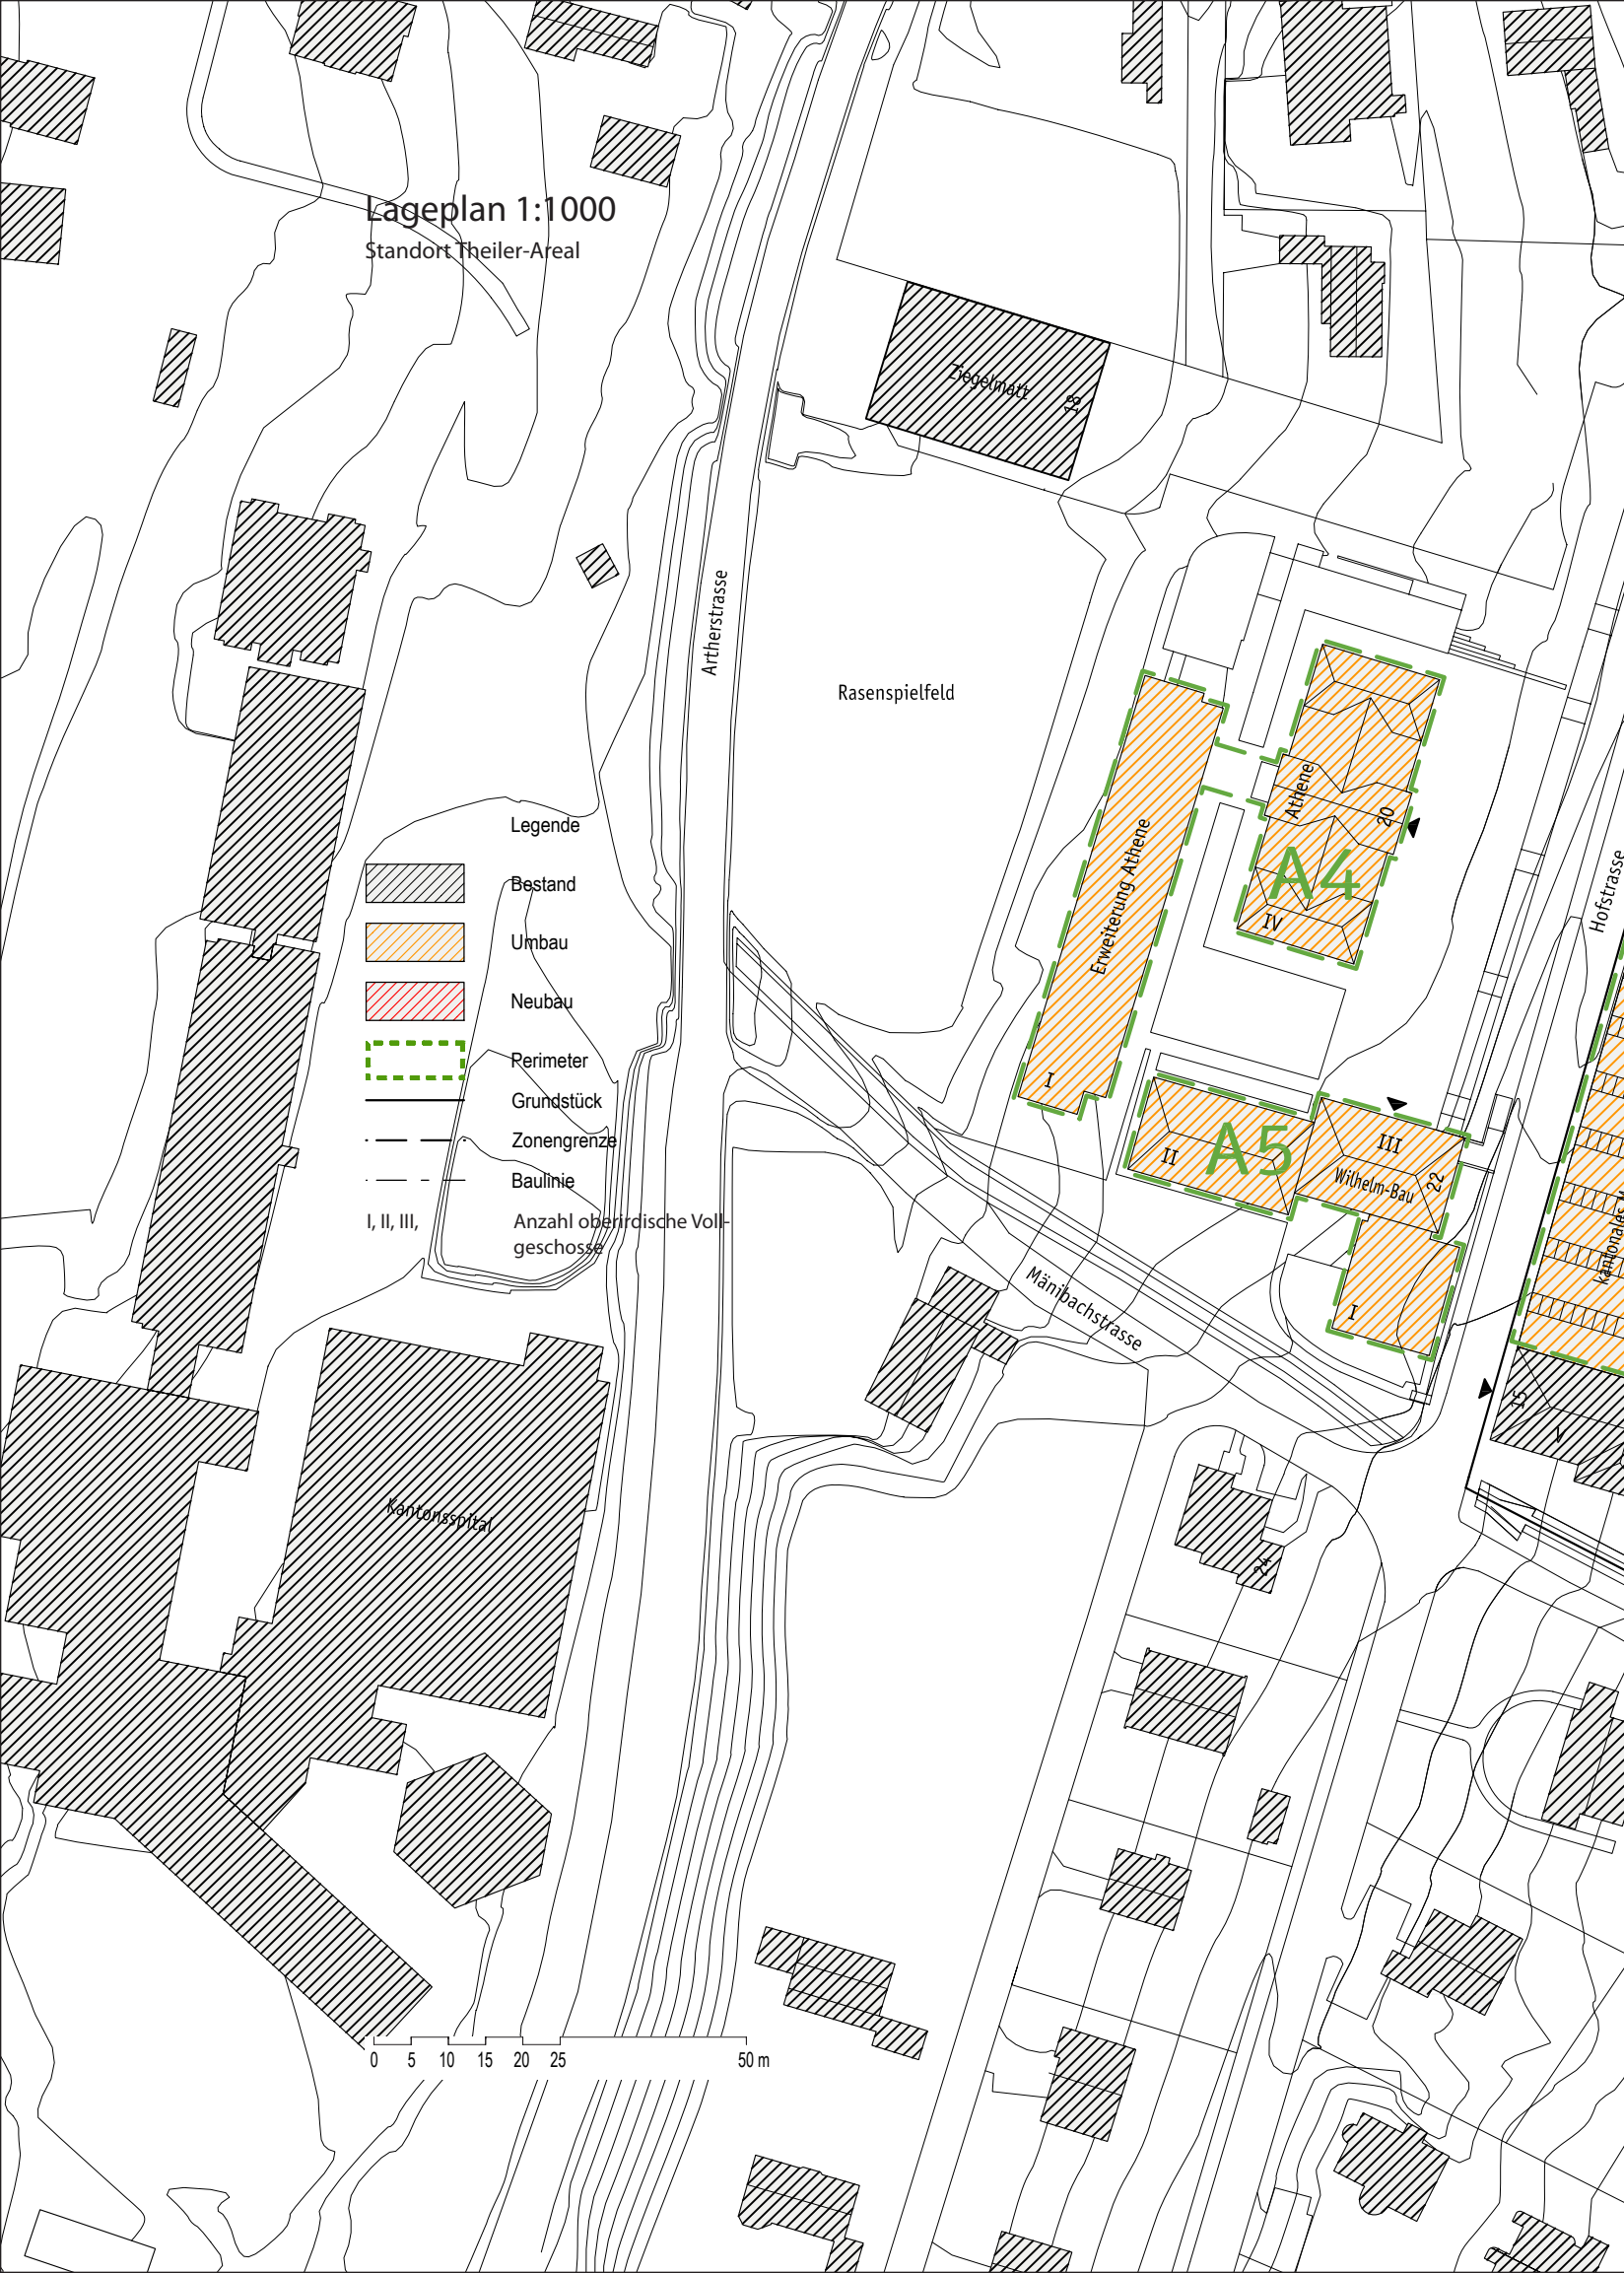 Lageplan 1:1000
Standort Theiler-Areal
Ziegelmatt
18
Artherstrasse
Rasenspielfeld
Erweiterung Athene
I
Athene
20
A4
IV
Hofstrasse
Legende
Bestand
Umbau
Neubau
Perimeter
Grundstück
Zonengrenze
Baulinie
I, II, III,
Anzahl oberirdische Voll-
geschosse
II
A5
III
Wilhelm-Bau
22
I
Mänibachstrasse
15
V
24
Kantonsspital
0 5 10 15 20 25 50 m